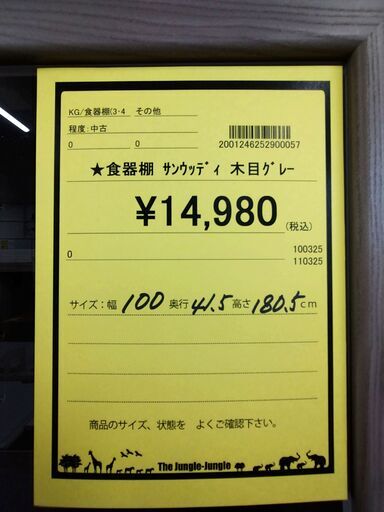 KG/食器棚(3･4 その他
程度:中古
0 0
2001246252900057
★食器棚 ｻﾝｳｯﾃﾞｨ 木目ｸﾞﾚｰ
¥14,980
(税込)
0
100325
110325
サイズ:幅 100 奥行 41.5 高さ 180.5 cm
商品のサイズ、状態を よくご確認下さい。
The Jungle-Jungle